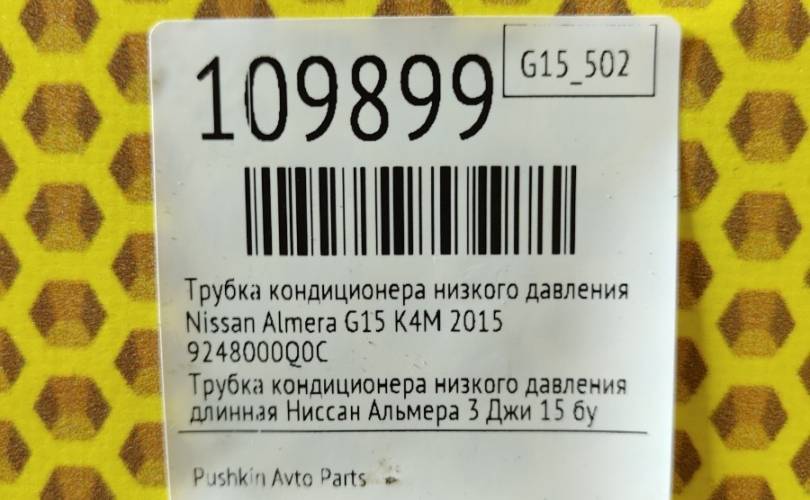 109899
G15_502
Трубка кондиционера низкого давления
Nissan Almera G15 K4M 2015
9248000Q0C
Трубка кондиционера низкого давления
длинная Ниссан Альмера 3 Джи 15 бу
Pushkin Avto Parts